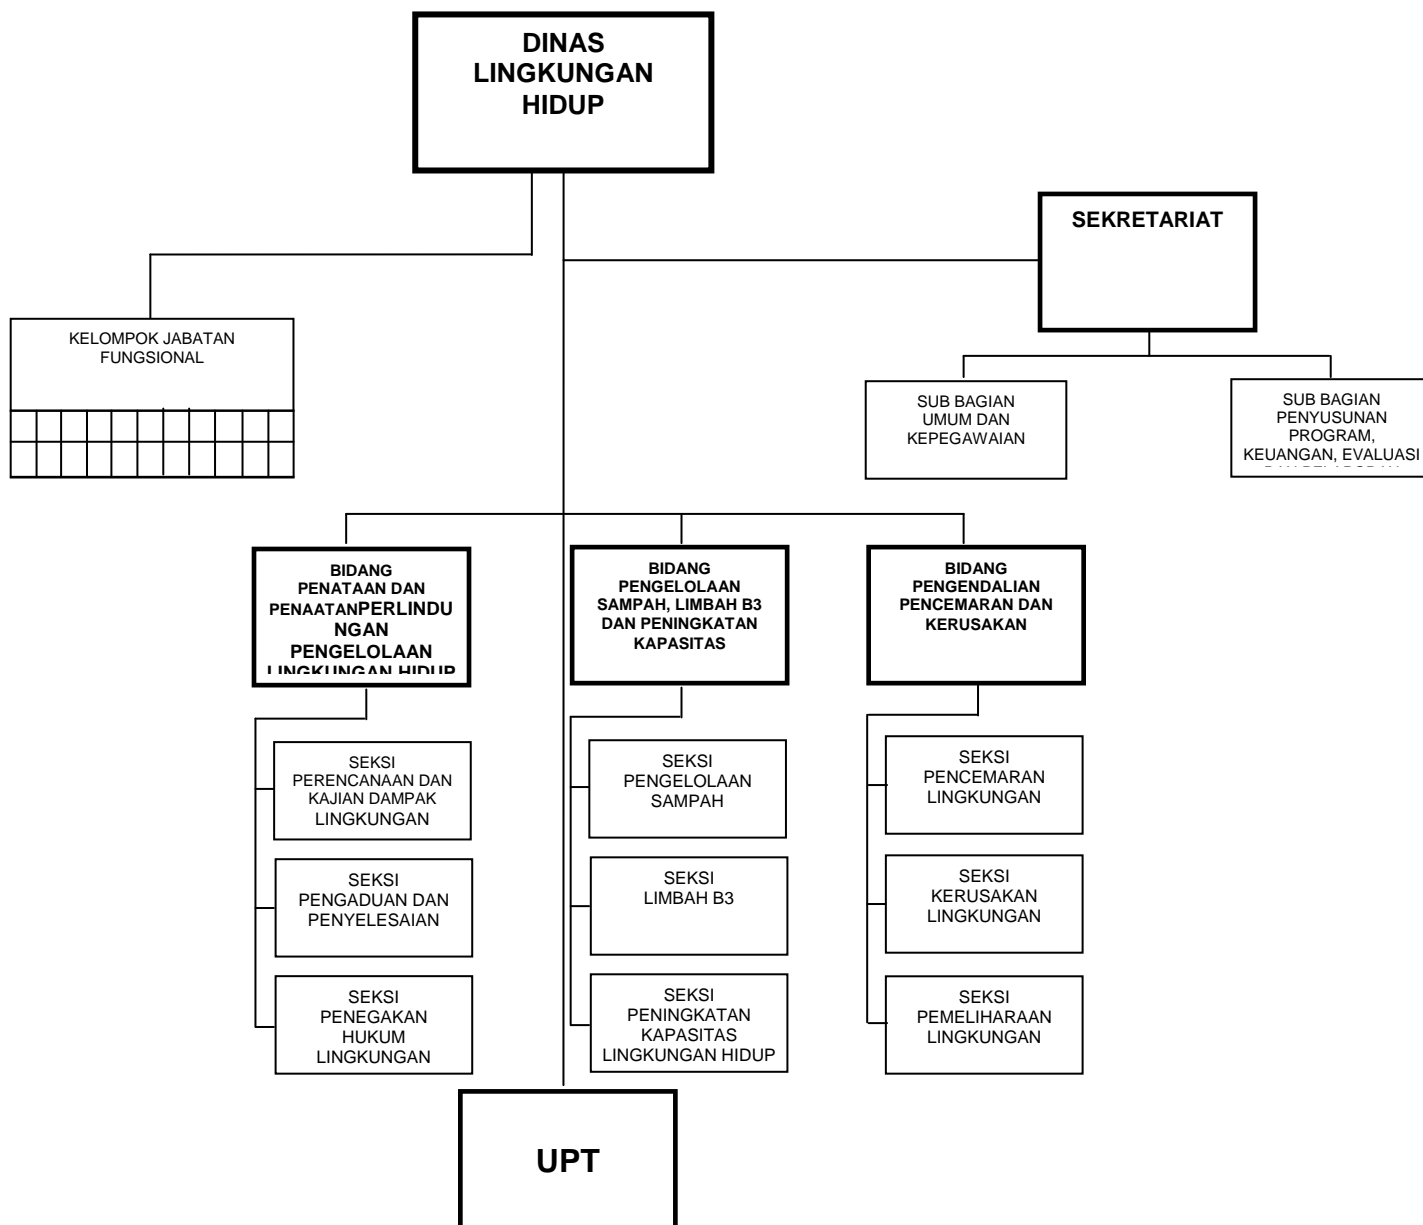 DINAS
LINGKUNGAN
HIDUP
SEKRETARIAT
KELOMPOK JABATAN
FUNGSIONAL
SUB BAGIAN
UMUM DAN
KEPEGAWAIAN
SUB BAGIAN
PENYUSUNAN
PROGRAM,
KEUANGAN, EVALUASI
BIDANG
PENATAAN DAN
PENAATANPERLINDU
NGAN
PENGELOLAAN
LINGKUNGAN HIDUP
BIDANG
PENGELOLAAN
SAMPAH, LIMBAH B3
DAN PENINGKATAN
KAPASITAS
BIDANG
PENGENDALIAN
PENCEMARAN DAN
KERUSAKAN
SEKSI
PERENCANAAN DAN
KAJIAN DAMPAK
LINGKUNGAN
SEKSI
PENGADUAN DAN
PENYELESAIAN
SEKSI
PENEGAKAN
HUKUM
LINGKUNGAN
SEKSI
PENGELOLAAN
SAMPAH
SEKSI
LIMBAH B3
SEKSI
PENINGKATAN
KAPASITAS
LINGKUNGAN HIDUP
SEKSI
PENCEMARAN
LINGKUNGAN
SEKSI
KERUSAKAN
LINGKUNGAN
SEKSI
PEMELIHARAAN
LINGKUNGAN
UPT